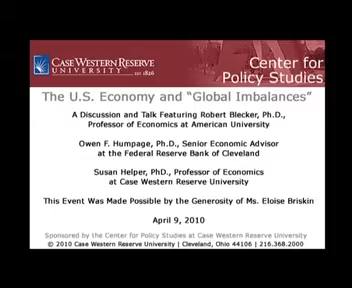 CASE WESTERN RESERVE
UNIVERSITY EST. 1826
Center for
Policy Studies
The U.S. Economy and “Global Imbalances”
A Discussion and Talk Featuring Robert Blecker, Ph.D.,
Professor of Economics at American University
Owen F. Humpage, Ph.D., Senior Economic Advisor
at the Federal Reserve Bank of Cleveland
Susan Helper, PhD., Professor of Economics
at Case Western Reserve University
This Event Was Made Possible by the Generosity of Ms. Eloise Briskin
April 9, 2010
Sponsored by the Center for Policy Studies at Case Western Reserve University
© 2010 Case Western Reserve University | Cleveland, Ohio 44106 | 216.368.2000